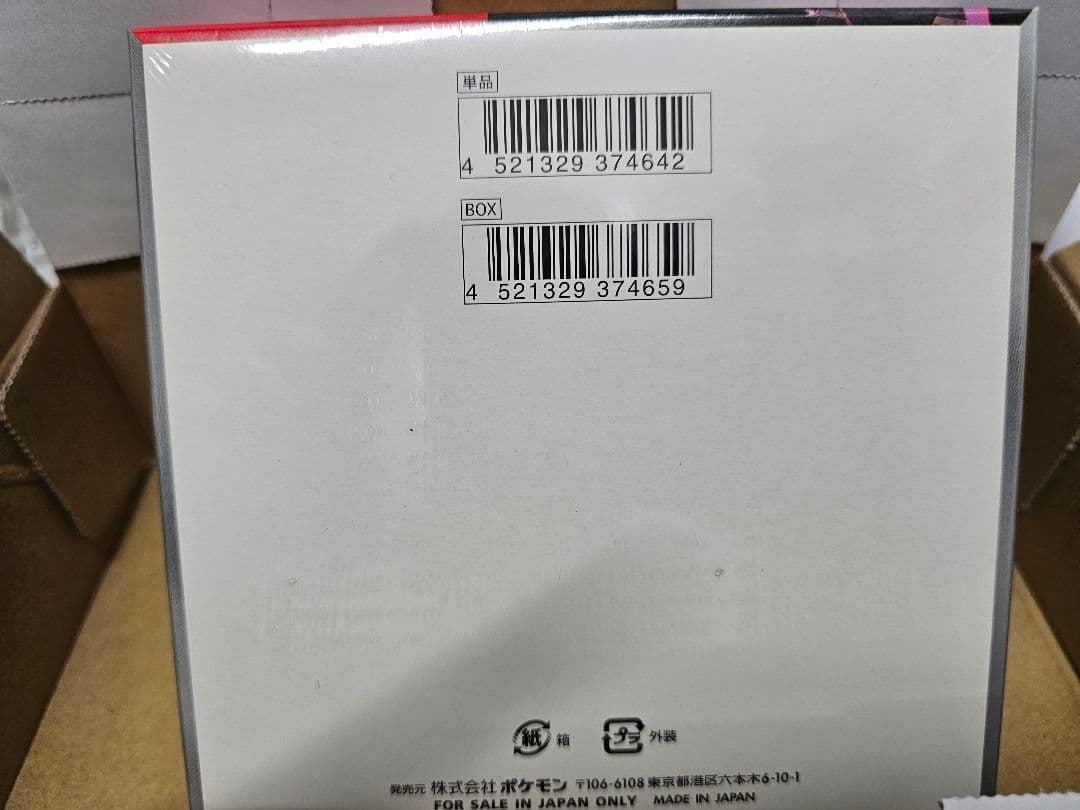 単品
4 521329 374642
BOX
4 521329 374659
紙 箱
プラ 外装
発売元 株式会社 ポケモン 〒106-6108 東京都港区六本木6-10-1
FOR SALE IN JAPAN ONLY MADE IN JAPAN